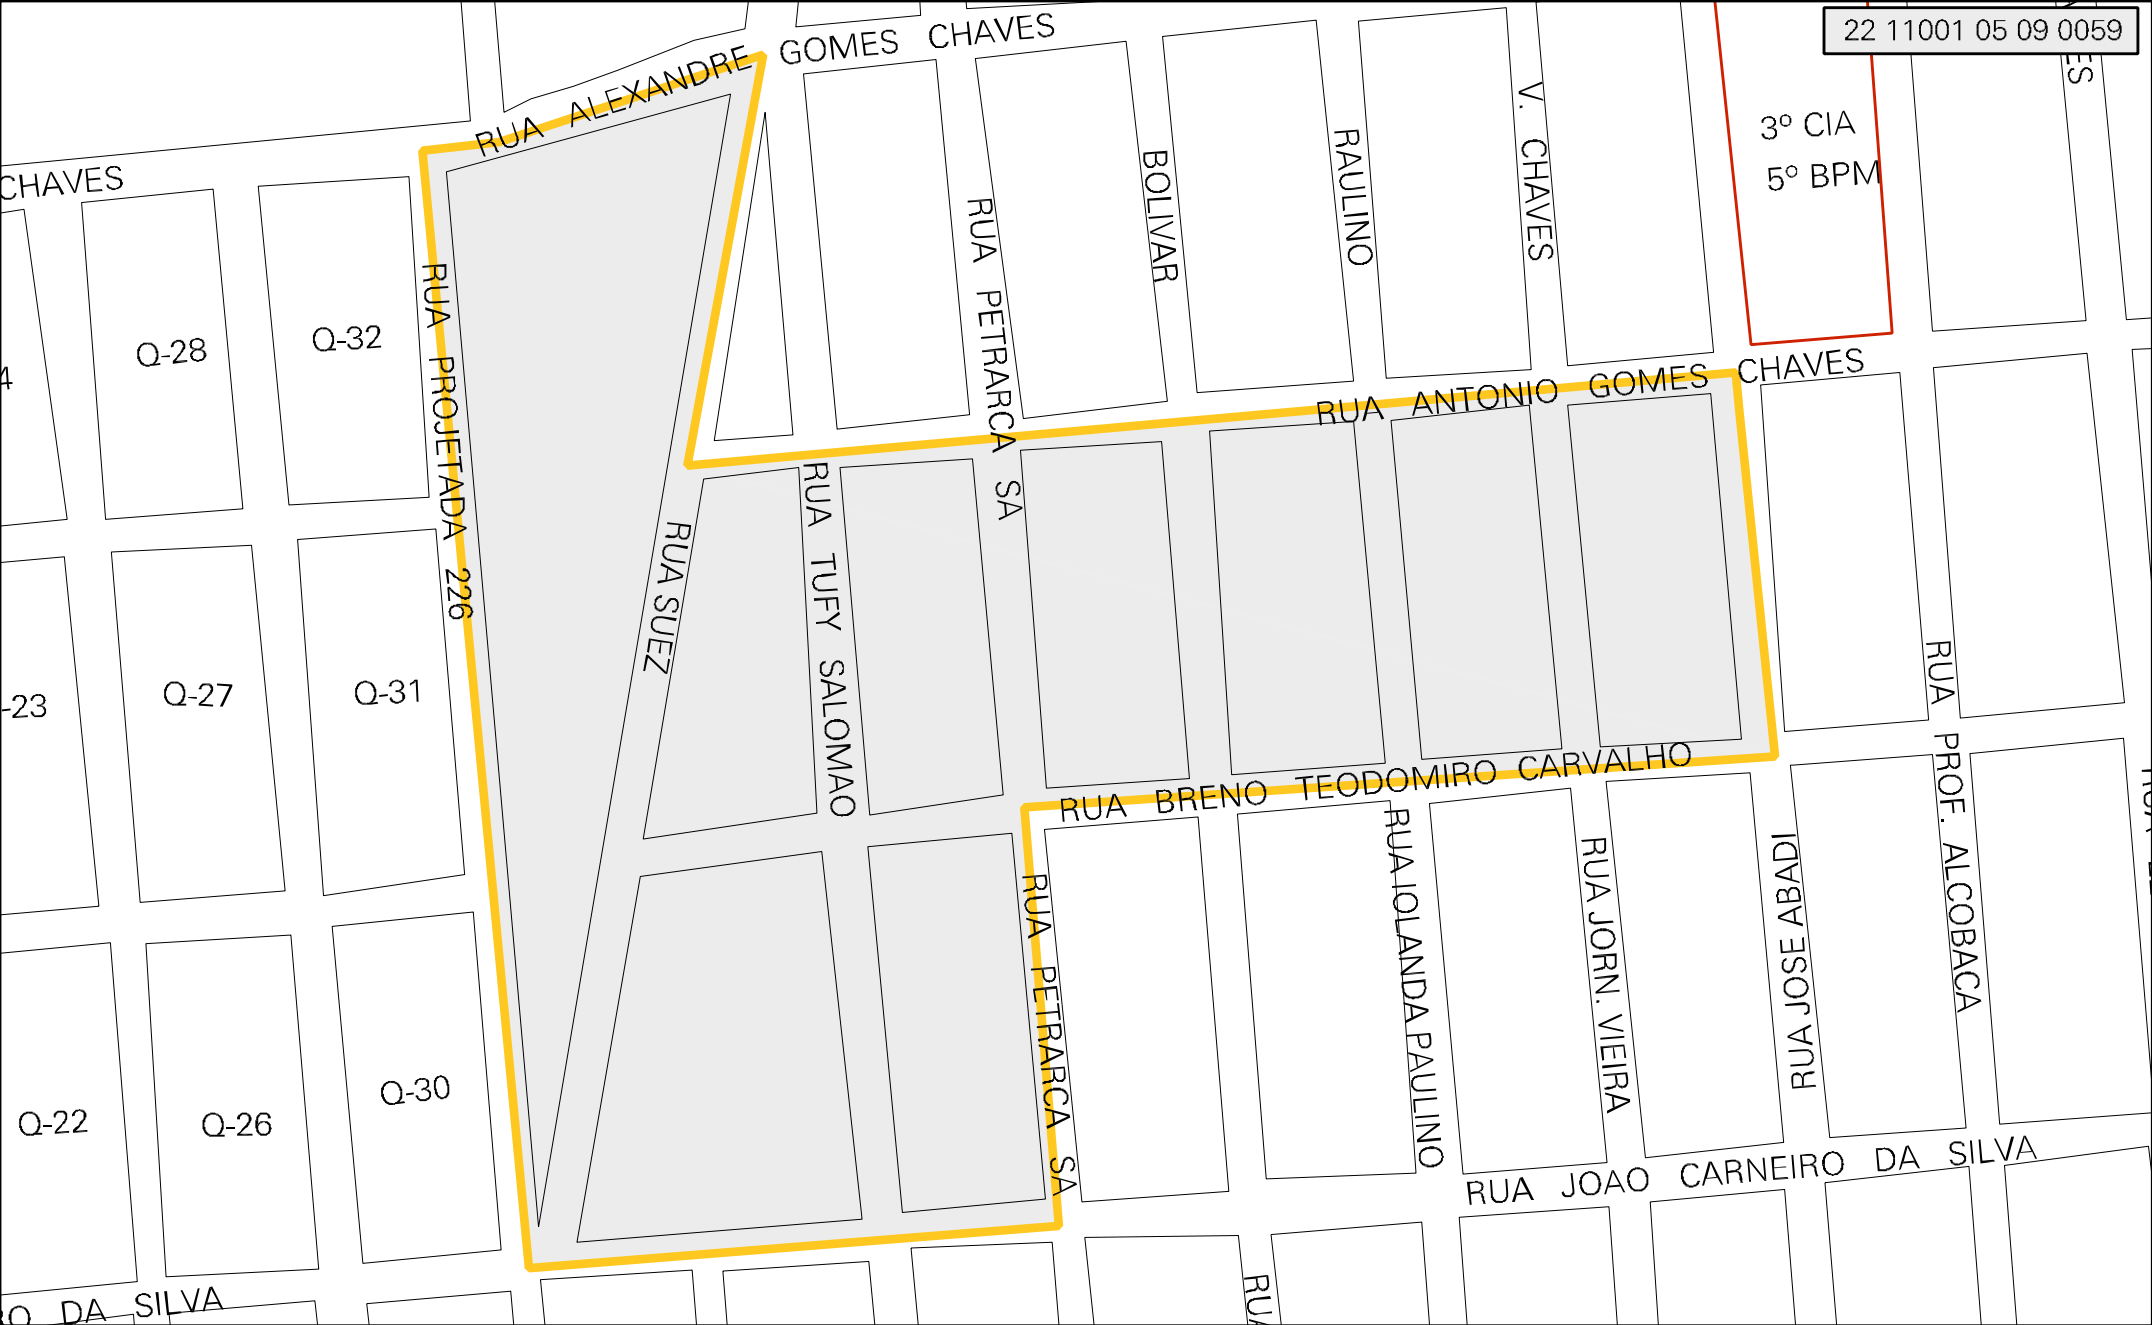 22 11001 05 09 0059
RUA ALEXANDRE GOMES CHAVES
CHAVES
3º CIA
5º BPM
V. CHAVES
RAULINO
BOLIVAR
RUA PETRARCA SA
RUA PROJETADA 226
Q-28
Q-32
RUA ANTONIO GOMES CHAVES
RUA SUEZ
RUA TUFY SALOMAO
-23
Q-27
Q-31
RUA BRENO TEODOMIRO CARVALHO
RUA PROF. ALCOBACA
RUA PETRARCA SA
RUA IOLANDA PAULINO
RUA JORN. VIEIRA
RUA JOSE ABADI
Q-22
Q-26
Q-30
RUA JOAO CARNEIRO DA SILVA
DA SILVA
RUA